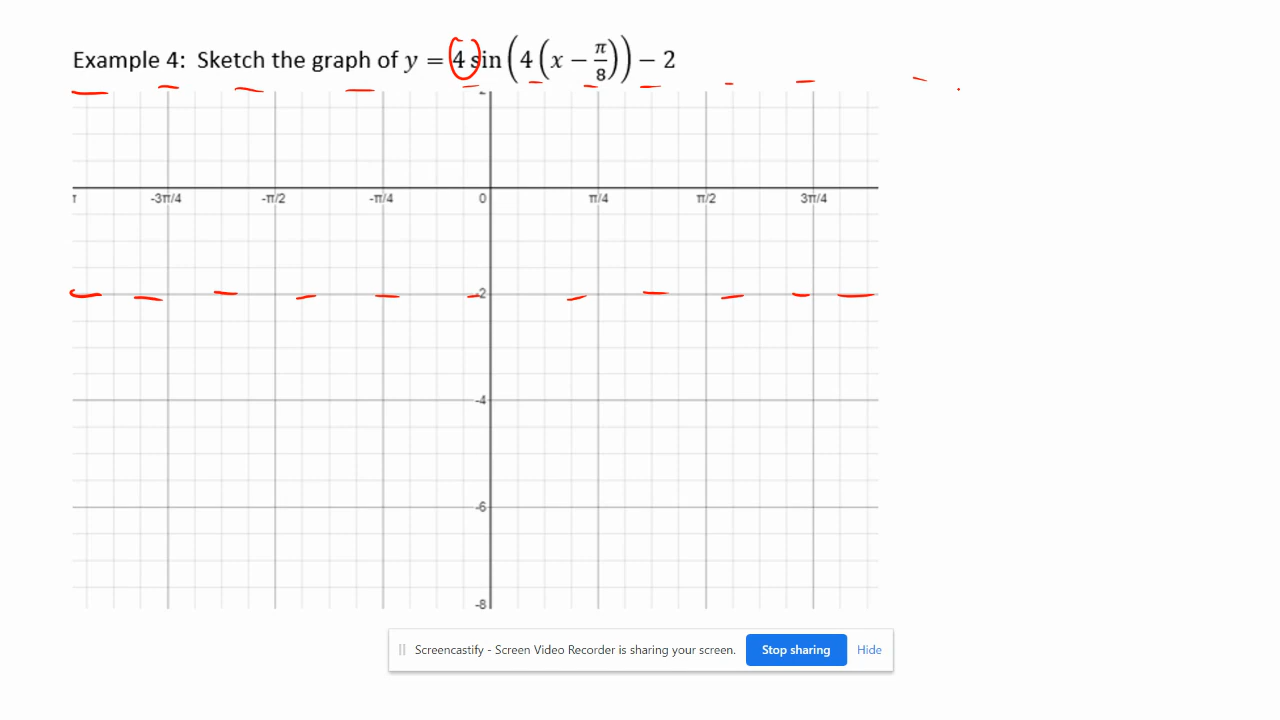 Example 4: Sketch the graph of y = 4 sin(4(x − π/8)) − 2
-3π/4 -π/2 -π/4 0 π/4 π/2 3π/4
-2
-4
-6
-8
Screencastify - Screen Video Recorder is sharing your screen. Stop sharing Hide